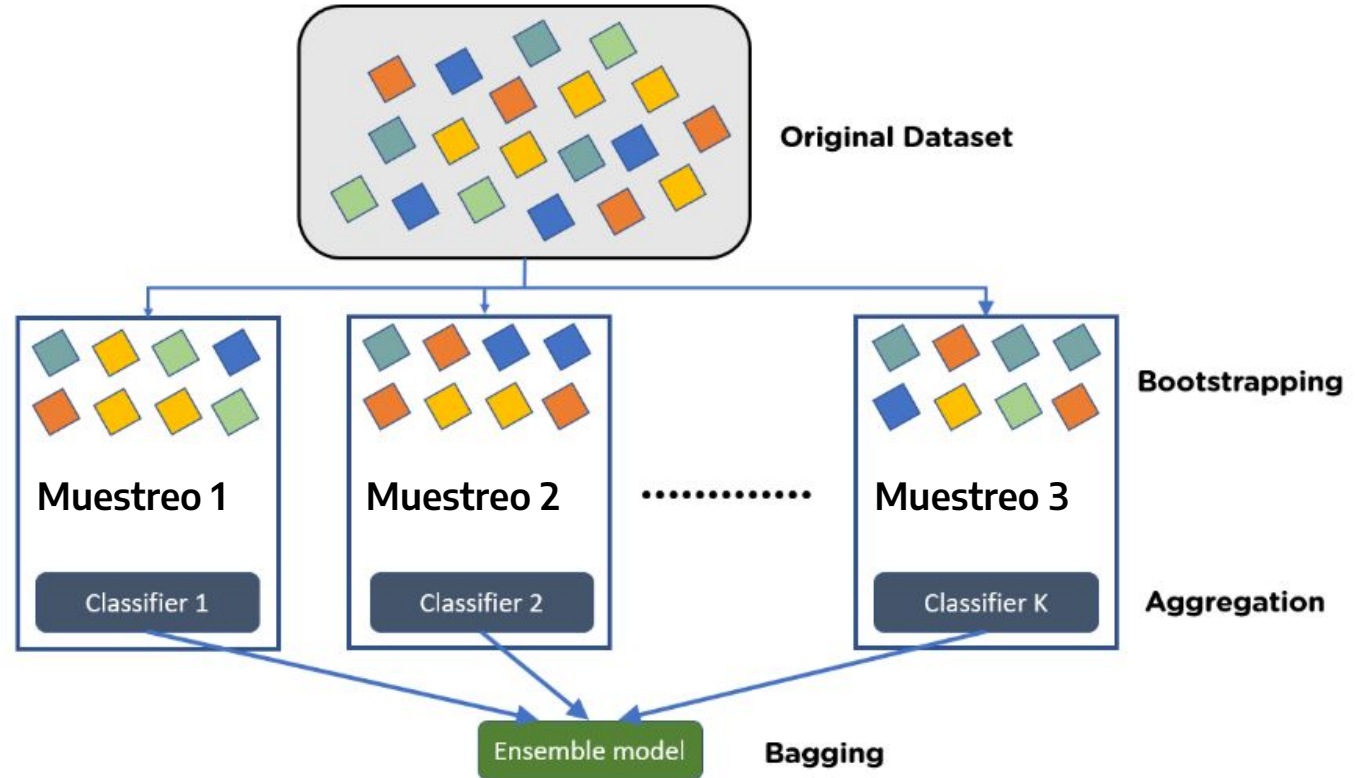 Original Dataset
Bootstrapping
Muestreo 1
Muestreo 2
.............
Muestreo 3
Classifier 1
Classifier 2
Classifier K
Aggregation
Ensemble model
Bagging